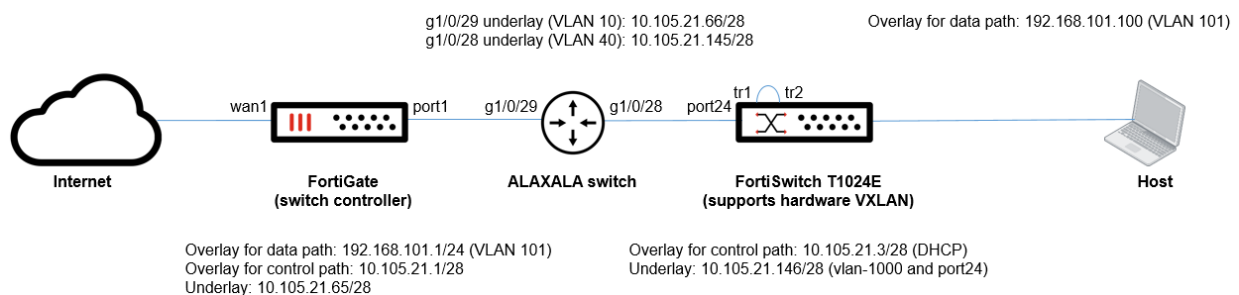 g1/0/29 underlay (VLAN 10): 10.105.21.66/28
g1/0/28 underlay (VLAN 40): 10.105.21.145/28
Overlay for data path: 192.168.101.100 (VLAN 101)
wan1
port1
g1/0/29
g1/0/28
port24
tr1
tr2
Internet
FortiGate
(switch controller)
ALAXALA switch
FortiSwitch T1024E
(supports hardware VXLAN)
Host
Overlay for data path: 192.168.101.1/24 (VLAN 101)
Overlay for control path: 10.105.21.1/28
Underlay: 10.105.21.65/28
Overlay for control path: 10.105.21.3/28 (DHCP)
Underlay: 10.105.21.146/28 (vlan-1000 and port24)